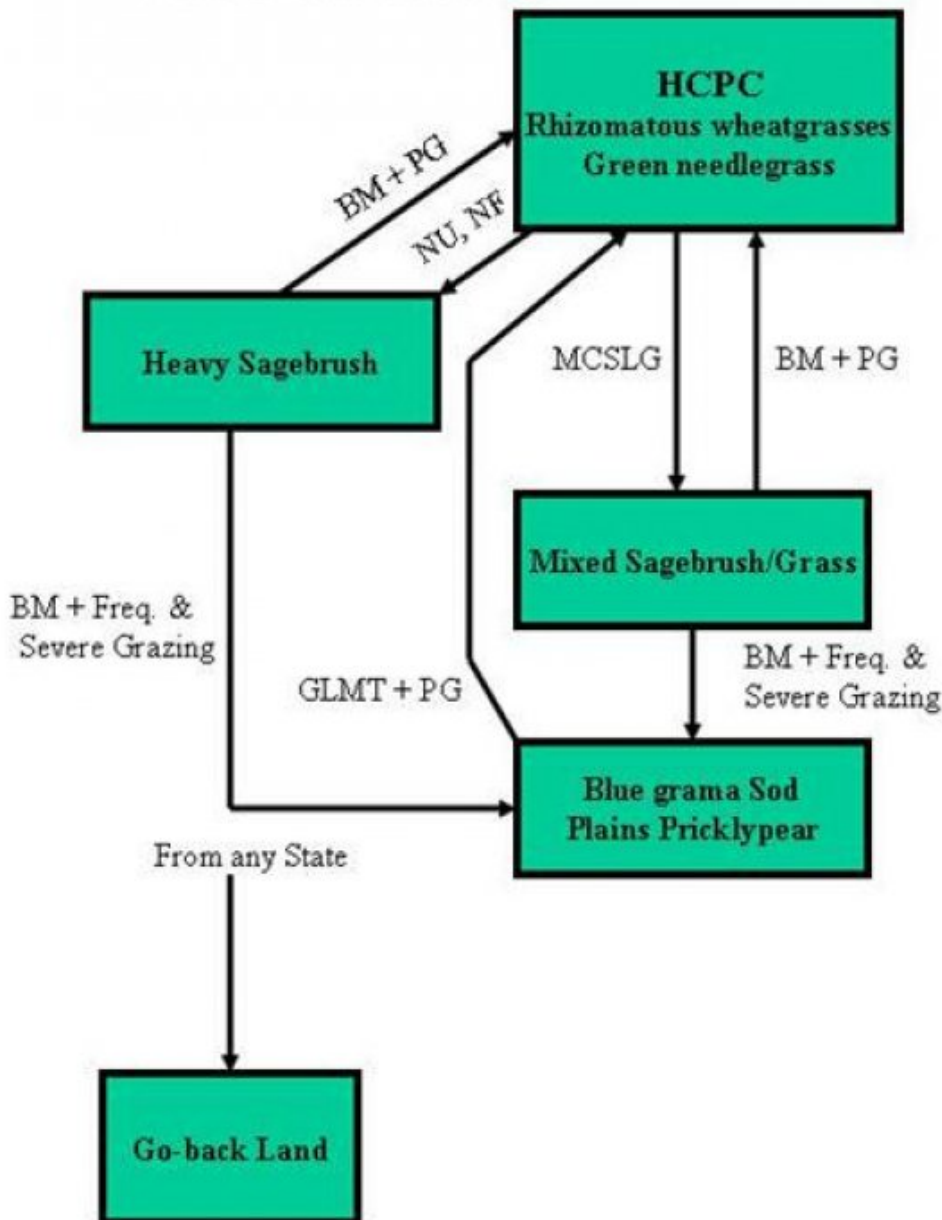 HCPC
Rhizomatous wheatgrasses
Green needlegrass
BM + PG
NU, NF
Heavy Sagebrush
MCSLG
BM + PG
Mixed Sagebrush/Grass
BM + Freq. &
Severe Grazing
BM + Freq. &
Severe Grazing
GLMT + PG
Blue grama Sod
Plains Pricklypear
From any State
Go-back Land